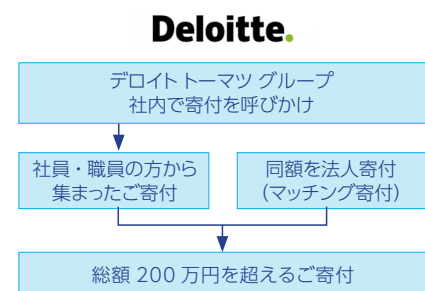 Deloitte.
デロイト トーマツ グループ
社内で寄付を呼びかけ
社員・職員の方から
集まったご寄付
同額を法人寄付
(マッチング寄付)
総額 200 万円を超えるご寄付